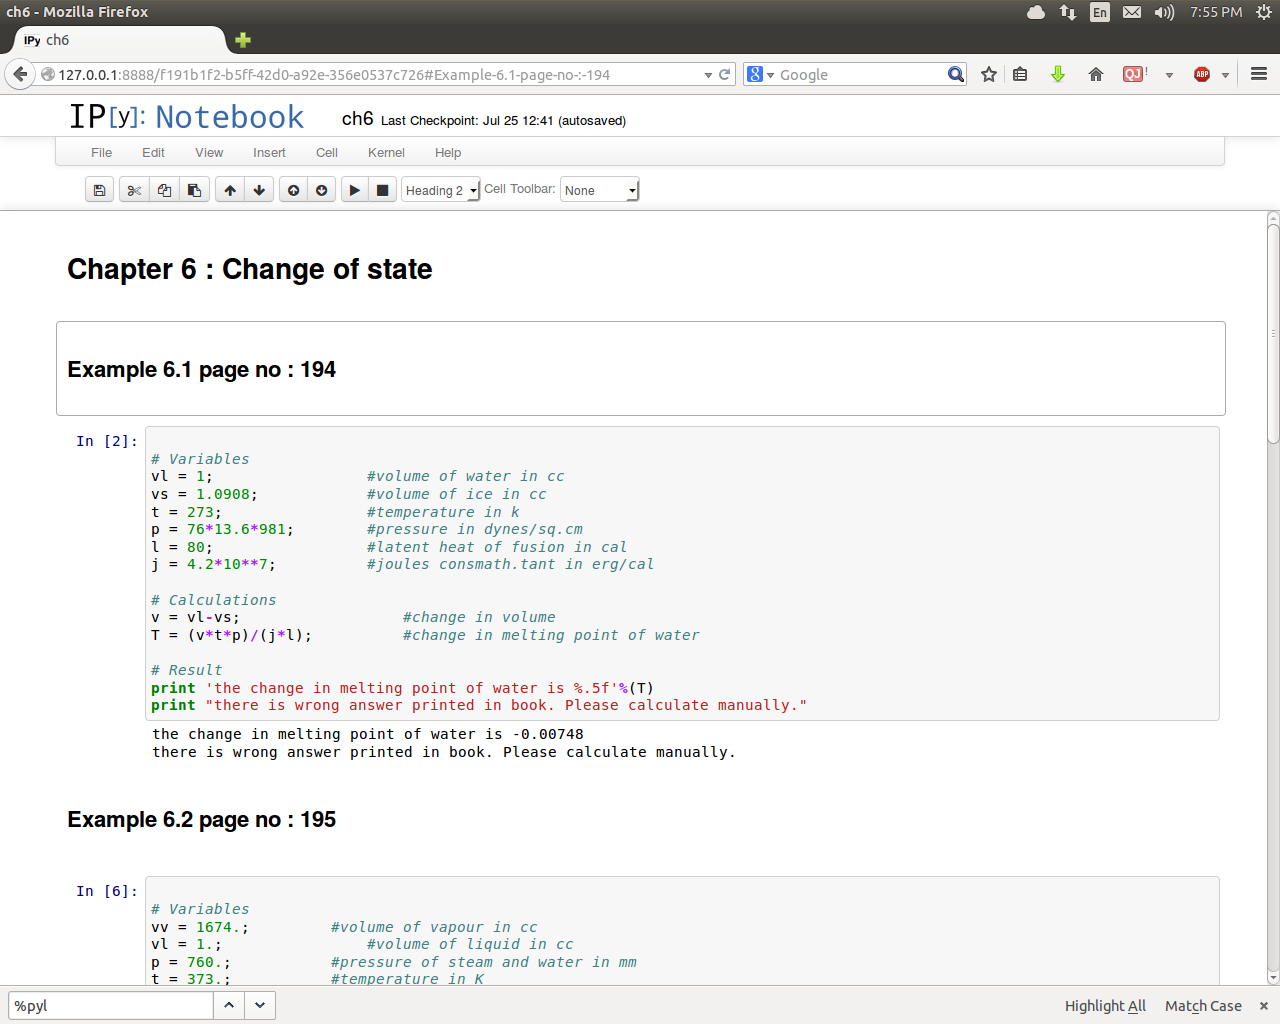 ch6 - Mozilla Firefox
En
7:55 PM
IPy ch6
127.0.0.1:8888/f191b1f2-b5ff-42d0-a92e-356e0537c726#Example-6.1-page-no-:-194
8
Google
QJ !
ABP
IP[y]: Notebook
ch6 Last Checkpoint: Jul 25 12:41 (autosaved)
File Edit View Insert Cell Kernel Help
Heading 2 Cell Toolbar: None
Chapter 6 : Change of state
Example 6.1 page no : 194
In [2]:
# Variables
vl = 1; #volume of water in cc
vs = 1.0908; #volume of ice in cc
t = 273; #temperature in k
p = 76*13.6*981; #pressure in dynes/sq.cm
l = 80; #latent heat of fusion in cal
j = 4.2*10**7; #joules consmath.tant in erg/cal
# Calculations
v = vl-vs; #change in volume
T = (v*t*p)/(j*l); #change in melting point of water
# Result
print 'the change in melting point of water is %.5f'%(T)
print "there is wrong answer printed in book. Please calculate manually."
the change in melting point of water is -0.00748
there is wrong answer printed in book. Please calculate manually.
Example 6.2 page no : 195
In [6]:
# Variables
vv = 1674.; #volume of vapour in cc
vl = 1.; #volume of liquid in cc
p = 760.; #pressure of steam and water in mm
t = 373.; #temperature in K
%pyl
Highlight All Match Case ×